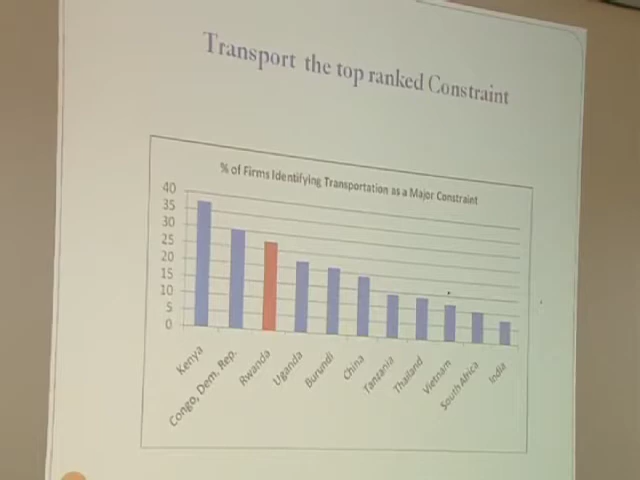 Transport the top ranked Constraint
% of Firms Identifying Transportation as a Major Constraint
40
35
30
25
20
15
10
5
0
Kenya
Congo, Dem. Rep.
Rwanda
Uganda
Burundi
China
Tanzania
Thailand
Vietnam
South Africa
India